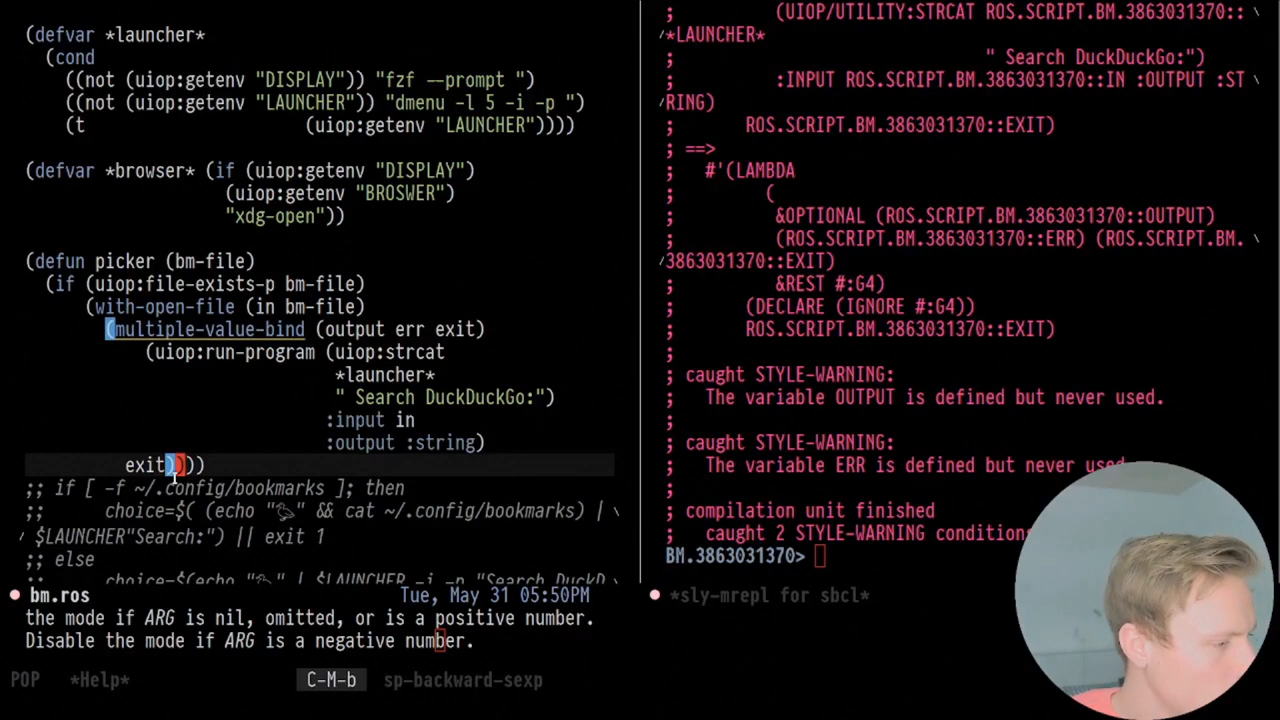 (defvar *launcher*
(cond
((not (uiop:getenv "DISPLAY")) "fzf --prompt ")
((not (uiop:getenv "LAUNCHER")) "dmenu -l 5 -i -p ")
(t (uiop:getenv "LAUNCHER"))))
(defvar *browser* (if (uiop:getenv "DISPLAY")
(uiop:getenv "BROSWER")
"xdg-open"))
(defun picker (bm-file)
(if (uiop:file-exists-p bm-file)
(with-open-file (in bm-file)
(multiple-value-bind (output err exit)
(uiop:run-program (uiop:strcat
*launcher*
" Search DuckDuckGo:")
:input in
:output :string)
exit))))
;; if [ -f ~/.config/bookmarks ]; then
;; choice=$( (echo "🦆" && cat ~/.config/bookmarks) | \
/ $LAUNCHER"Search:") || exit 1
;; else
;; choice=$(echo "🦆" | $LAUNCHER -i -p "Search DuckD
bm.ros Tue, May 31 05:50PM
the mode if ARG is nil, omitted, or is a positive number.
Disable the mode if ARG is a negative number.
POP *Help* C-M-b sp-backward-sexp
; (UIOP/UTILITY:STRCAT ROS.SCRIPT.BM.3863031370:: \
/*LAUNCHER*
" Search DuckDuckGo:")
; :INPUT ROS.SCRIPT.BM.3863031370::IN :OUTPUT :ST \
/RING)
; ROS.SCRIPT.BM.3863031370::EXIT)
; ==>
; #'(LAMBDA
; (
; &OPTIONAL (ROS.SCRIPT.BM.3863031370::OUTPUT)
; (ROS.SCRIPT.BM.3863031370::ERR) (ROS.SCRIPT.BM. \
/3863031370::EXIT)
; &REST #:G4)
; (DECLARE (IGNORE #:G4))
; ROS.SCRIPT.BM.3863031370::EXIT)
;
; caught STYLE-WARNING:
; The variable OUTPUT is defined but never used.
;
; caught STYLE-WARNING:
; The variable ERR is defined but never used
;
; compilation unit finished
; caught 2 STYLE-WARNING condition
BM.3863031370>
*sly-mrepl for sbcl*